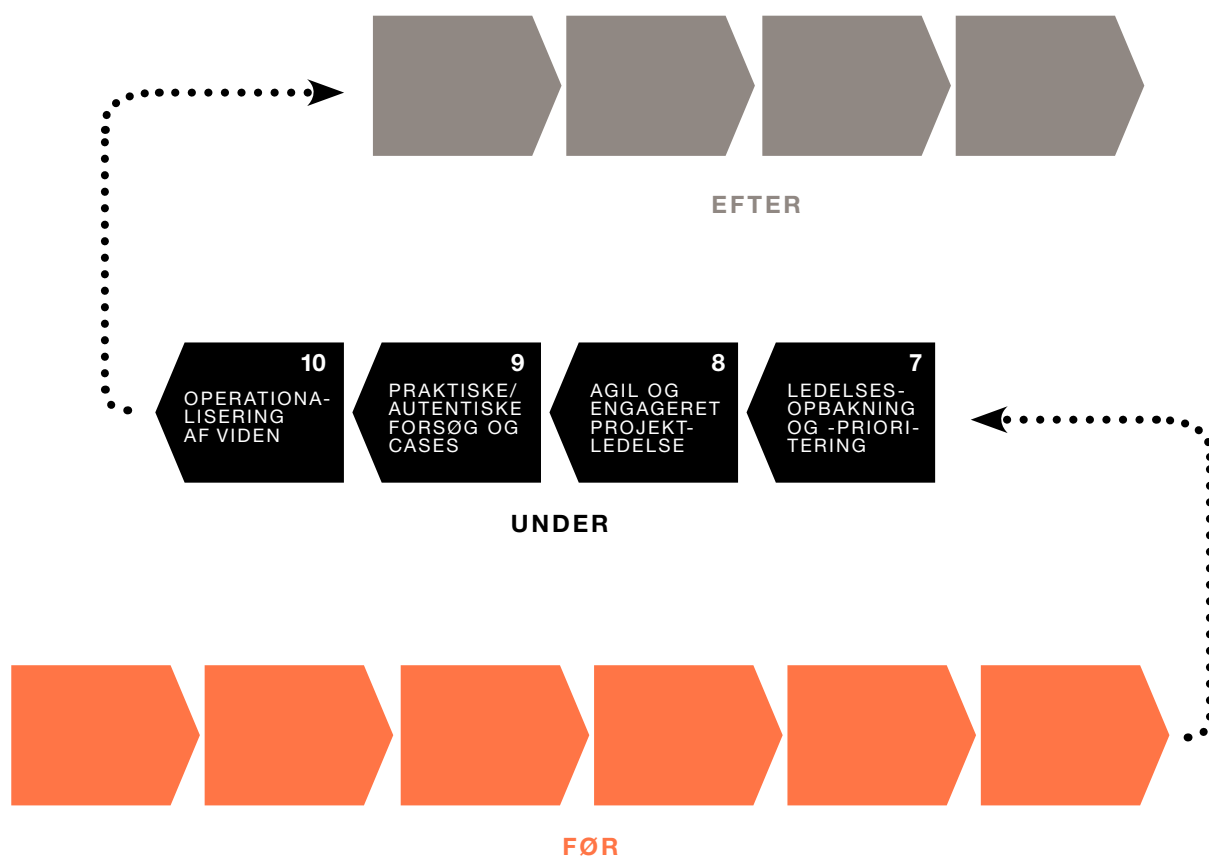 EFTER
10
OPERATIONA-
LISERING
AF VIDEN
9
PRAKTISKE/
AUTENTISKE
FORSØG OG
CASES
8
AGIL OG
ENGAGERET
PROJEKT-
LEDELSE
7
LEDELSES-
OPBAKNING
OG -PRIORI-
TERING
UNDER
FØR